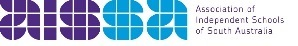 aissa
Association of
Independent Schools
of South Australia